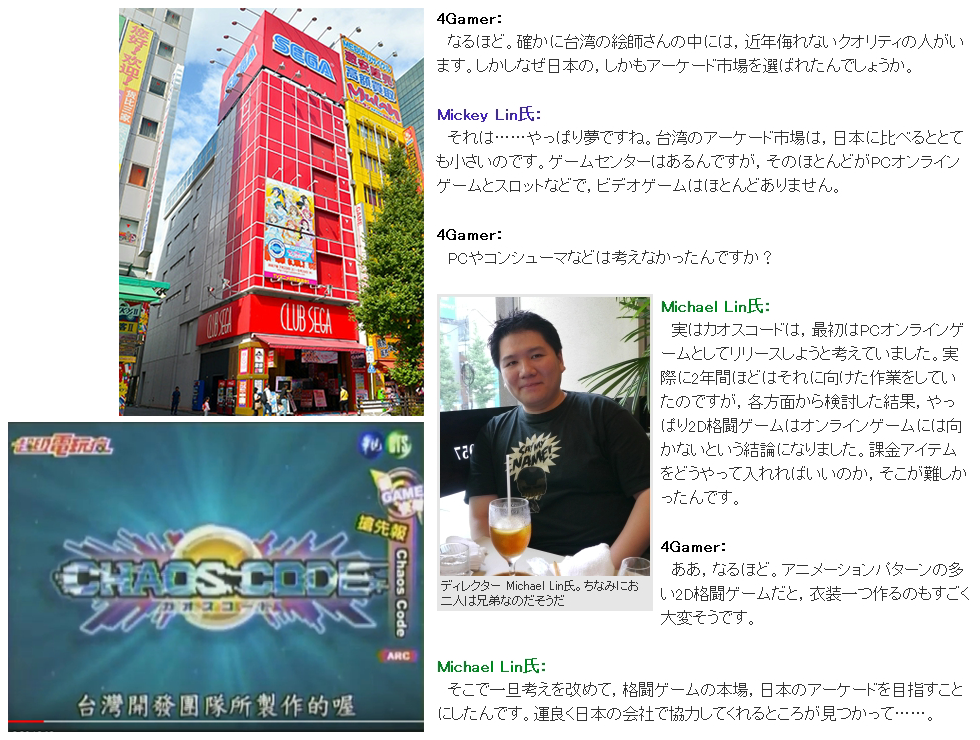 您好!歡迎!
貨比三家
SEGA
高額買取
Mulan
CLUB SEGA
CLUB SEGA
電玩
GTS
GAME
搶先報
Chaos Code
ARC
CHAOS CODE
カオスコード
台灣開發團隊所製作的喔
4Gamer：
なるほど。確かに台湾の絵師さんの中には，近年侮れないクオリティの人がい
ます。しかしなぜ日本の，しかもアーケード市場を選ばれたんでしょうか。
Mickey Lin氏：
それは……やっぱり夢ですね。台湾のアーケード市場は，日本に比べるととて
も小さいのです。ゲームセンターはあるんですが，そのほとんどがPCオンライン
ゲームとスロットなどで，ビデオゲームはほとんどありません。
4Gamer：
PCやコンシューマなどは考えなかったんですか？
NANA
ディレクター Michael Lin氏。ちなみにお
二人は兄弟なのだそうだ
Michael Lin氏：
実はカオスコードは，最初はPCオンラインゲ
ームとしてリリースしようと考えていました。実
際に2年間ほどはそれに向けた作業をしてい
たのですが，各方面から検討した結果，やっ
ぱり2D格闘ゲームはオンラインゲームには向
かないという結論になりました。課金アイテム
をどうやって入れればいいのか，そこが難しか
ったんです。
4Gamer：
ああ，なるほど。アニメーションパターンの多
い2D格闘ゲームだと，衣装一つ作るのもすごく
大変そうです。
Michael Lin氏：
そこで一旦考えを改めて，格闘ゲームの本場，日本のアーケードを目指すこと
にしたんです。運良く日本の会社で協力してくれるところが見つかって……。